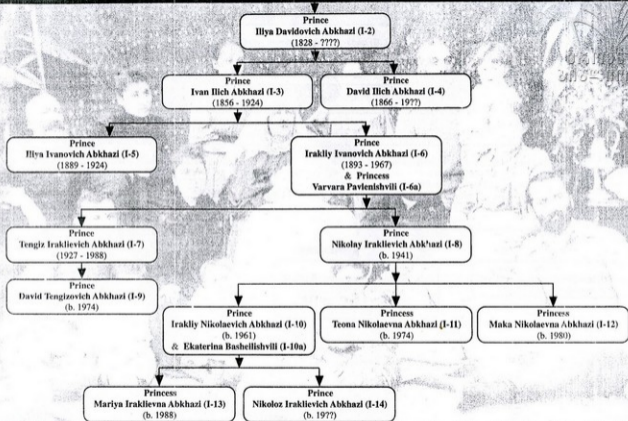 Prince
Iliya Davidovich Abkhazi (I-2)
(1828 - ????)
Prince
Ivan Ilich Abkhazi (I-3)
(1856 - 1924)
Prince
David Ilich Abkhazi (I-4)
(1866 - 19??)
Prince
Iliya Ivanovich Abkhazi (I-5)
(1889 - 1924)
Prince
Irakliy Ivanovich Abkhazi (I-6)
(1893 - 1967)
& Princess
Varvara Pavlenishvili (I-6a)
Prince
Tengiz Iraklievich Abkhazi (I-7)
(1927 - 1988)
Prince
Nikolay Iraklievich Abkhazi (I-8)
(b. 1941)
Prince
David Tengizovich Abkhazi (I-9)
(b. 1974)
Prince
Irakliy Nikolaevich Abkhazi (I-10)
(b. 1961)
& Ekaterina Bashelishvili (I-10a)
Princess
Teona Nikolaevna Abkhazi (I-11)
(b. 1974)
Princess
Maka Nikolaevna Abkhazi (I-12)
(b. 1980)
Princess
Mariya Iraklievna Abkhazi (I-13)
(b. 1988)
Prince
Nikoloz Iraklievich Abkhazi (I-14)
(b. 19??)